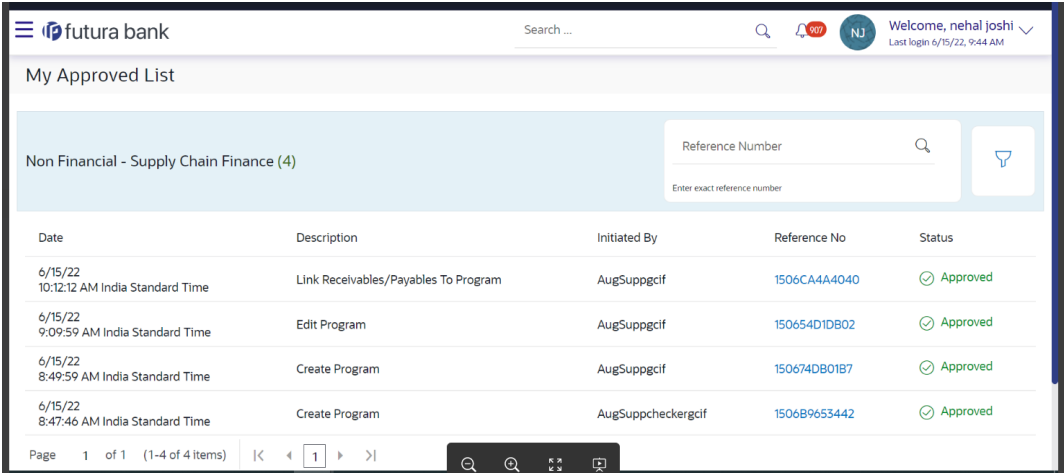 futura bank
Search ...
907
NJ
Welcome, nehal joshi
Last login 6/15/22, 9:44 AM
My Approved List
Non Financial - Supply Chain Finance (4)
Reference Number
Enter exact reference number
Date Description Initiated By Reference No Status
6/15/22
10:12:12 AM India Standard Time Link Receivables/Payables To Program AugSuppgcif 1506CA4A4040 Approved
6/15/22
9:09:59 AM India Standard Time Edit Program AugSuppgcif 150654D1DB02 Approved
6/15/22
8:49:59 AM India Standard Time Create Program AugSuppgcif 150674DB01B7 Approved
6/15/22
8:47:46 AM India Standard Time Create Program AugSuppcheckergcif 1506B9653442 Approved
Page 1 of 1 (1-4 of 4 items) 1